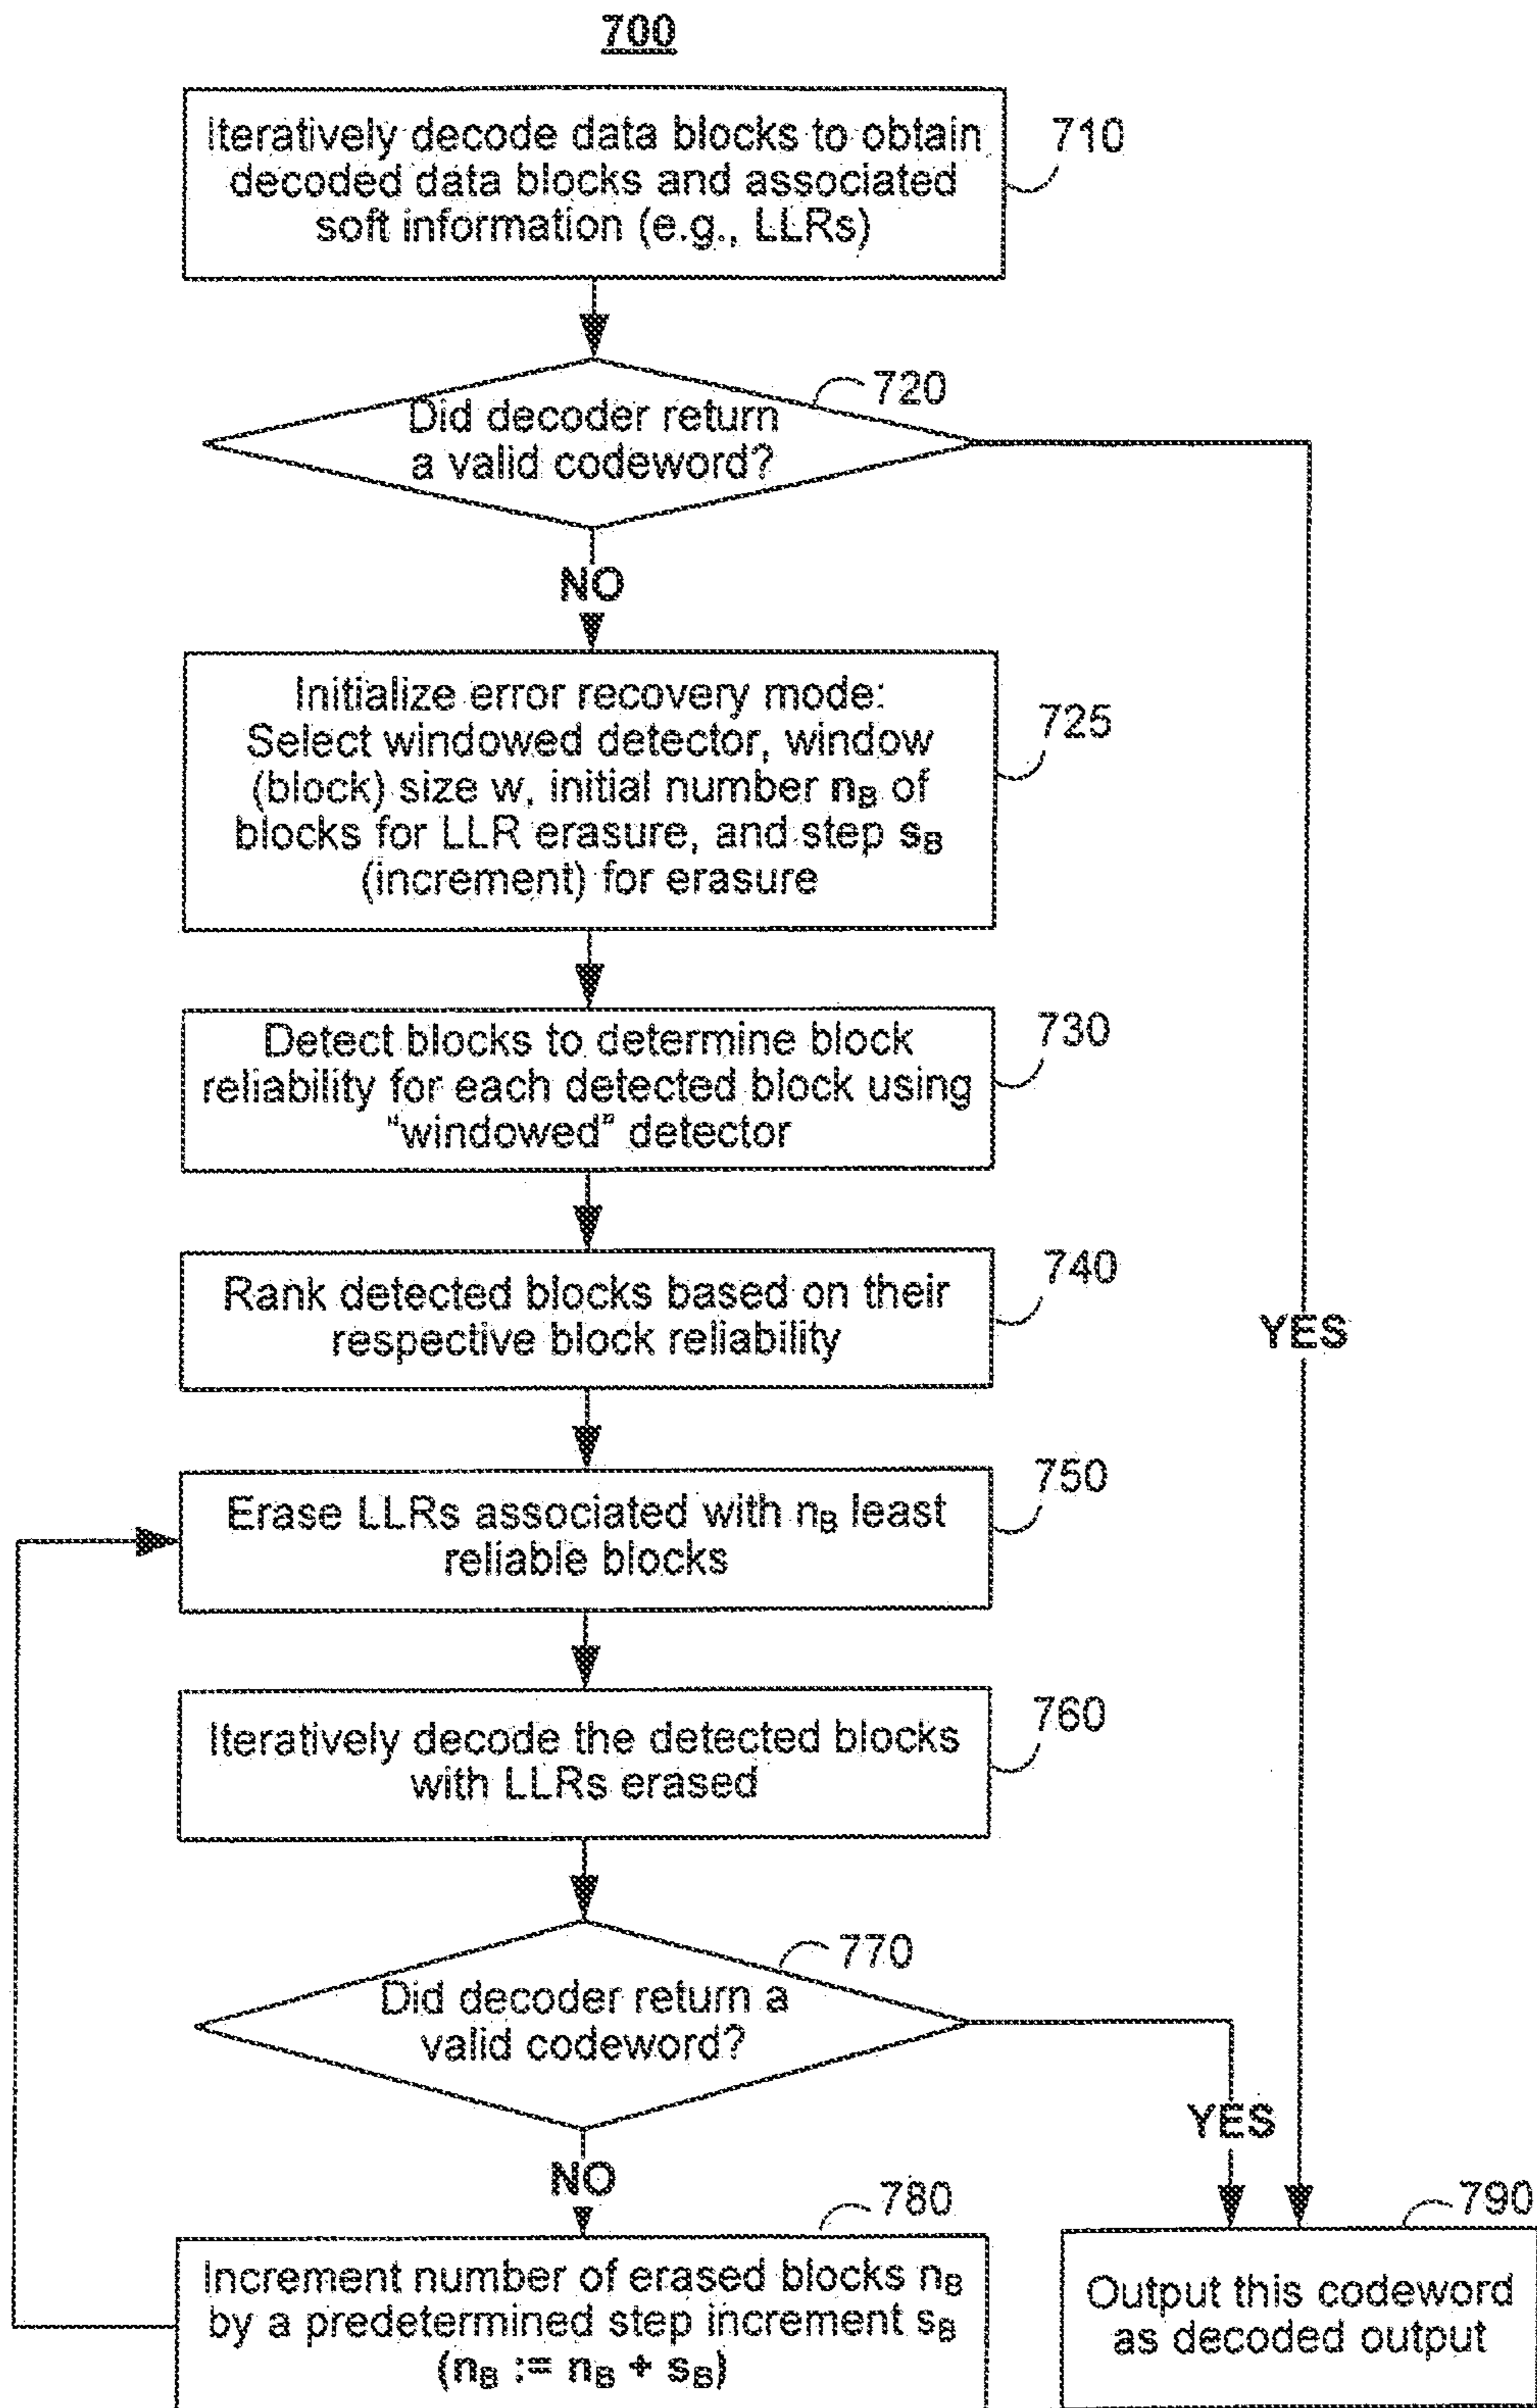 700
Iteratively decode data blocks to obtain
decoded data blocks and associated
soft information (e.g., LLRs)
710
720
Did decoder return
a valid codeword?
NO
Initialize error recovery mode:
Select windowed detector, window
(block) size w, initial number nB of
blocks for LLR erasure, and step sB
(increment) for erasure
725
Detect blocks to determine block
reliability for each detected block using
"windowed" detector
730
Rank detected blocks based on their
respective block reliability
740
YES
Erase LLRs associated with nB least
reliable blocks
750
Iteratively decode the detected blocks
with LLRs erased
760
770
Did decoder return a
valid codeword?
YES
NO
780
790
Increment number of erased blocks nB
by a predetermined step increment sB
(nB := nB + sB)
Output this codeword
as decoded output